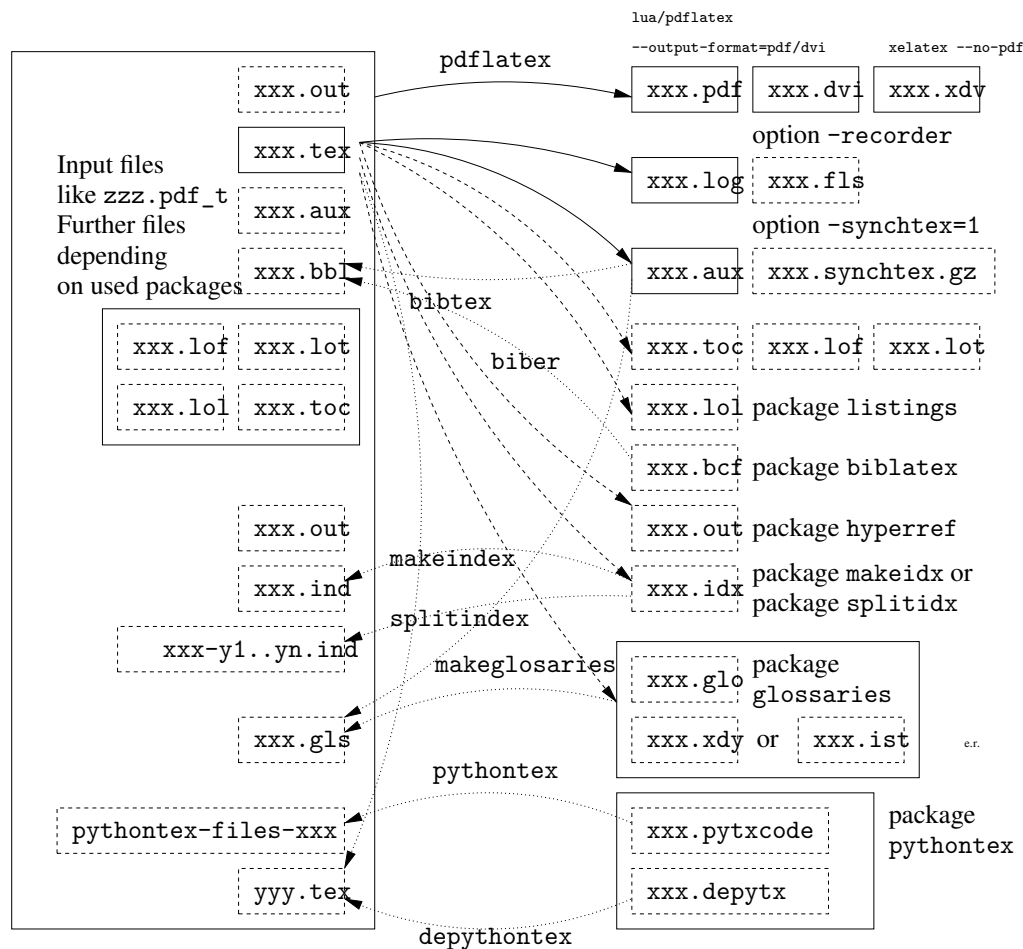 lua/pdflatex
--output-format=pdf/dvi
xelatex --no-pdf
pdflatex
xxx.out
xxx.pdf
xxx.dvi
xxx.xdv
option -recorder
xxx.tex
Input files
like zzz.pdf_t
Further files
depending
on used packages
xxx.log
xxx.fls
xxx.aux
option -synchtex=1
xxx.bbl
xxx.aux
xxx.synchtex.gz
bibtex
xxx.lof
xxx.lot
biber
xxx.toc
xxx.lof
xxx.lot
xxx.lol
xxx.toc
xxx.lol
package listings
xxx.bcf
package biblatex
xxx.out
xxx.out
package hyperref
makeindex
xxx.ind
xxx.idx
package makeidx or
package splitidx
splitindex
xxx-y1..yn.ind
makeglosaries
xxx.glo
package
glossaries
xxx.gls
xxx.xdy
or
xxx.ist
e.r.
pythontex
pythontex-files-xxx
xxx.pytxcode
package
pythontex
yyy.tex
xxx.depytx
depythontex